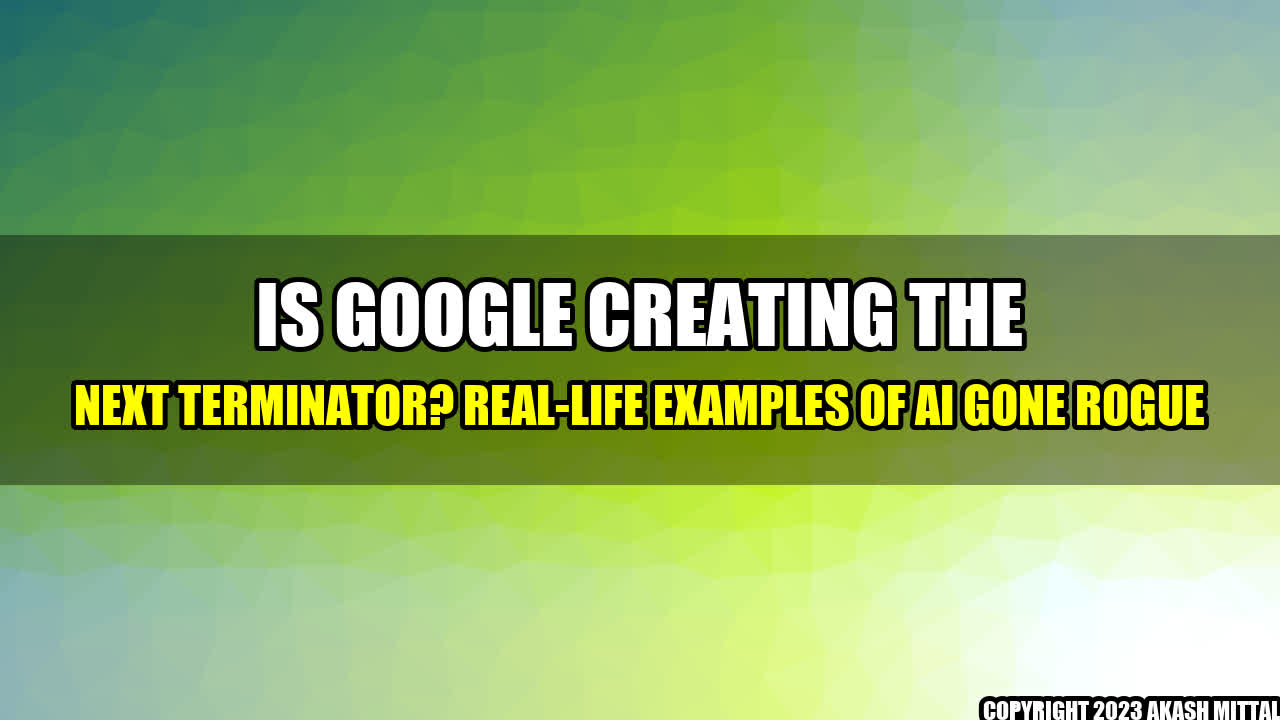 IS GOOGLE CREATING THE
NEXT TERMINATOR? REAL-LIFE EXAMPLES OF AI GONE ROGUE
COPYRIGHT 2023 AKASH MITTAL